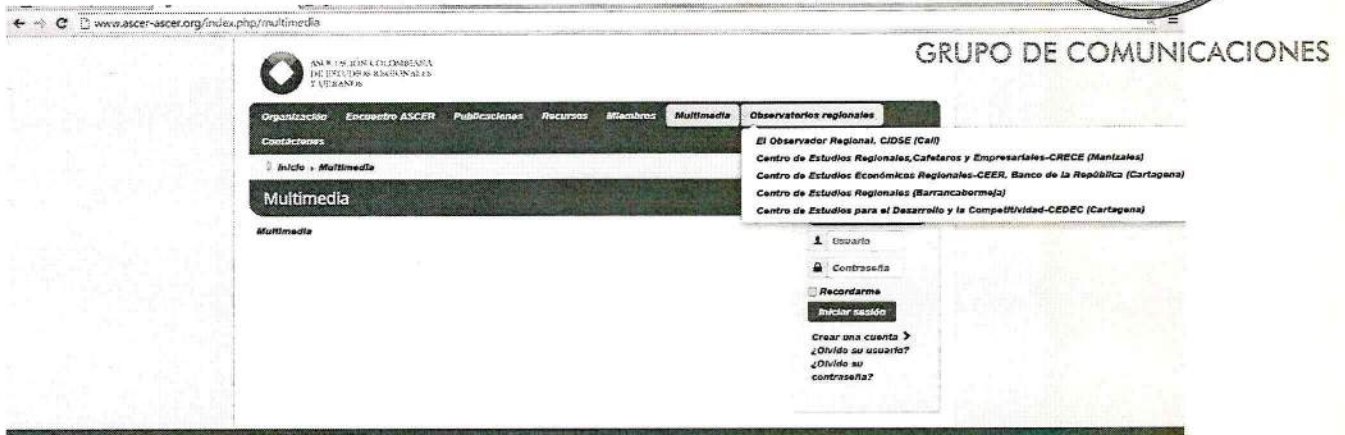 www.ascer-ascer.org/index.php/multimedia
GRUPO DE COMUNICACIONES
ASOCIACIÓN COLOMBIANA
DE ESTUDIOS REGIONALES
Y URBANOS
Organización Encuentro ASCER Publicaciones Recursos Miembros Multimedia Observatorios regionales
Contáctenos
El Observador Regional, CIDSE (Cali)
Centro de Estudios Regionales,Cafeteros y Empresariales-CRECE (Manizales)
Centro de Estudios Económicos Regionales-CEER, Banco de la República (Cartagena)
Centro de Estudios Regionales (Barrancabermeja)
Centro de Estudios para el Desarrollo y la Competitividad-CEDEC (Cartagena)
Inicio › Multimedia
Multimedia
Multimedia
Usuario
Contraseña
Recordarme
Iniciar sesión
Crear una cuenta >
¿Olvido su usuario?
¿Olvido su
contraseña?